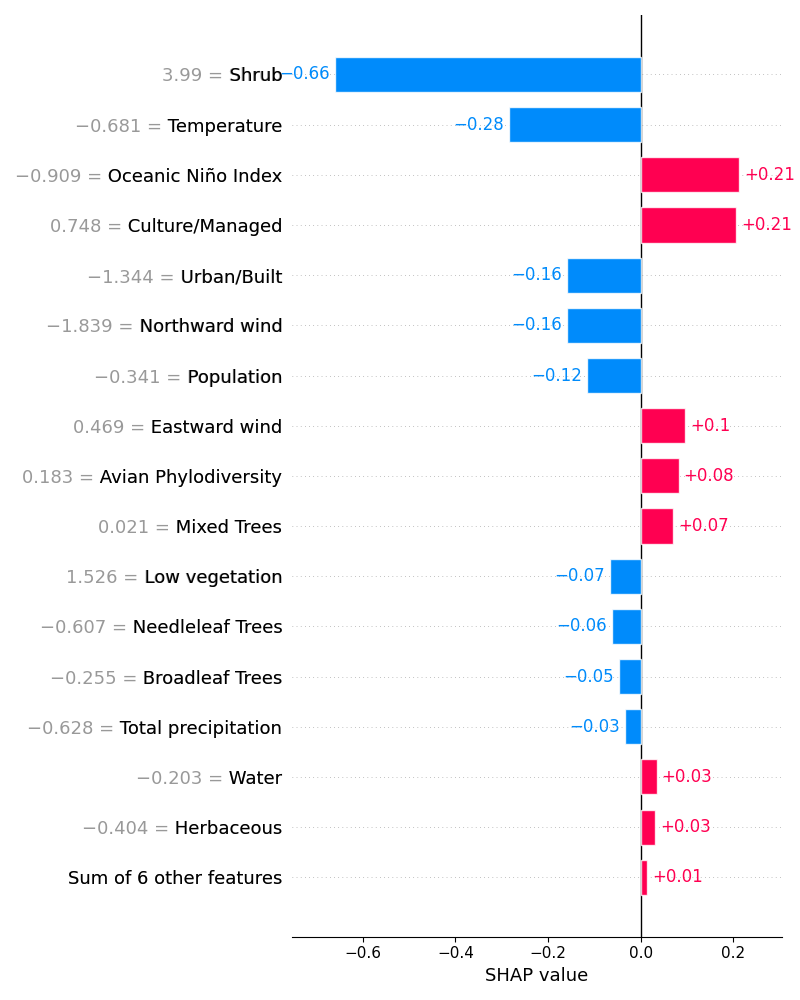 3.99 = Shrub −0.66
−0.681 = Temperature −0.28
−0.909 = Oceanic Niño Index +0.21
0.748 = Culture/Managed +0.21
−1.344 = Urban/Built −0.16
−1.839 = Northward wind −0.16
−0.341 = Population −0.12
0.469 = Eastward wind +0.1
0.183 = Avian Phylodiversity +0.08
0.021 = Mixed Trees +0.07
1.526 = Low vegetation −0.07
−0.607 = Needleleaf Trees −0.06
−0.255 = Broadleaf Trees −0.05
−0.628 = Total precipitation −0.03
−0.203 = Water +0.03
−0.404 = Herbaceous +0.03
Sum of 6 other features +0.01
−0.6 −0.4 −0.2 0.0 0.2
SHAP value